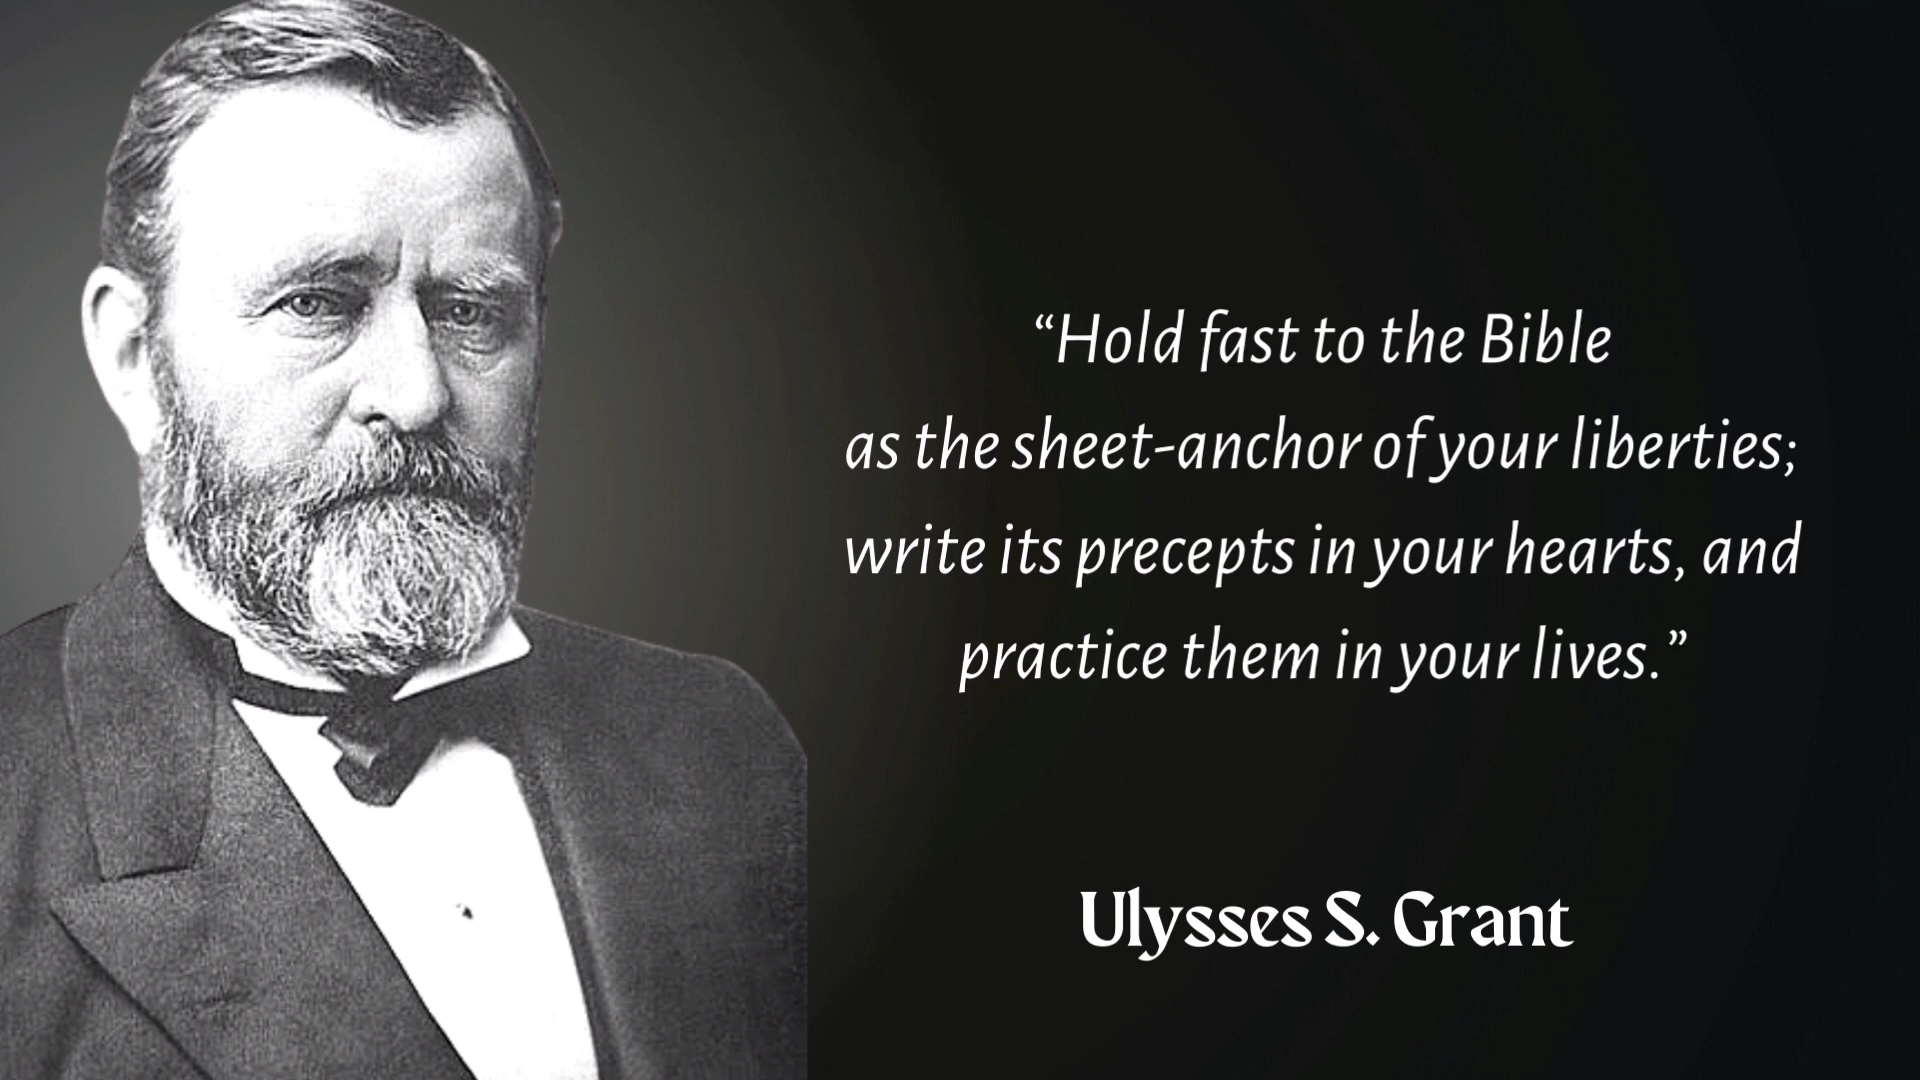 “Hold fast to the Bible
as the sheet-anchor of your liberties;
write its precepts in your hearts, and
practice them in your lives.”
Ulysses S. Grant